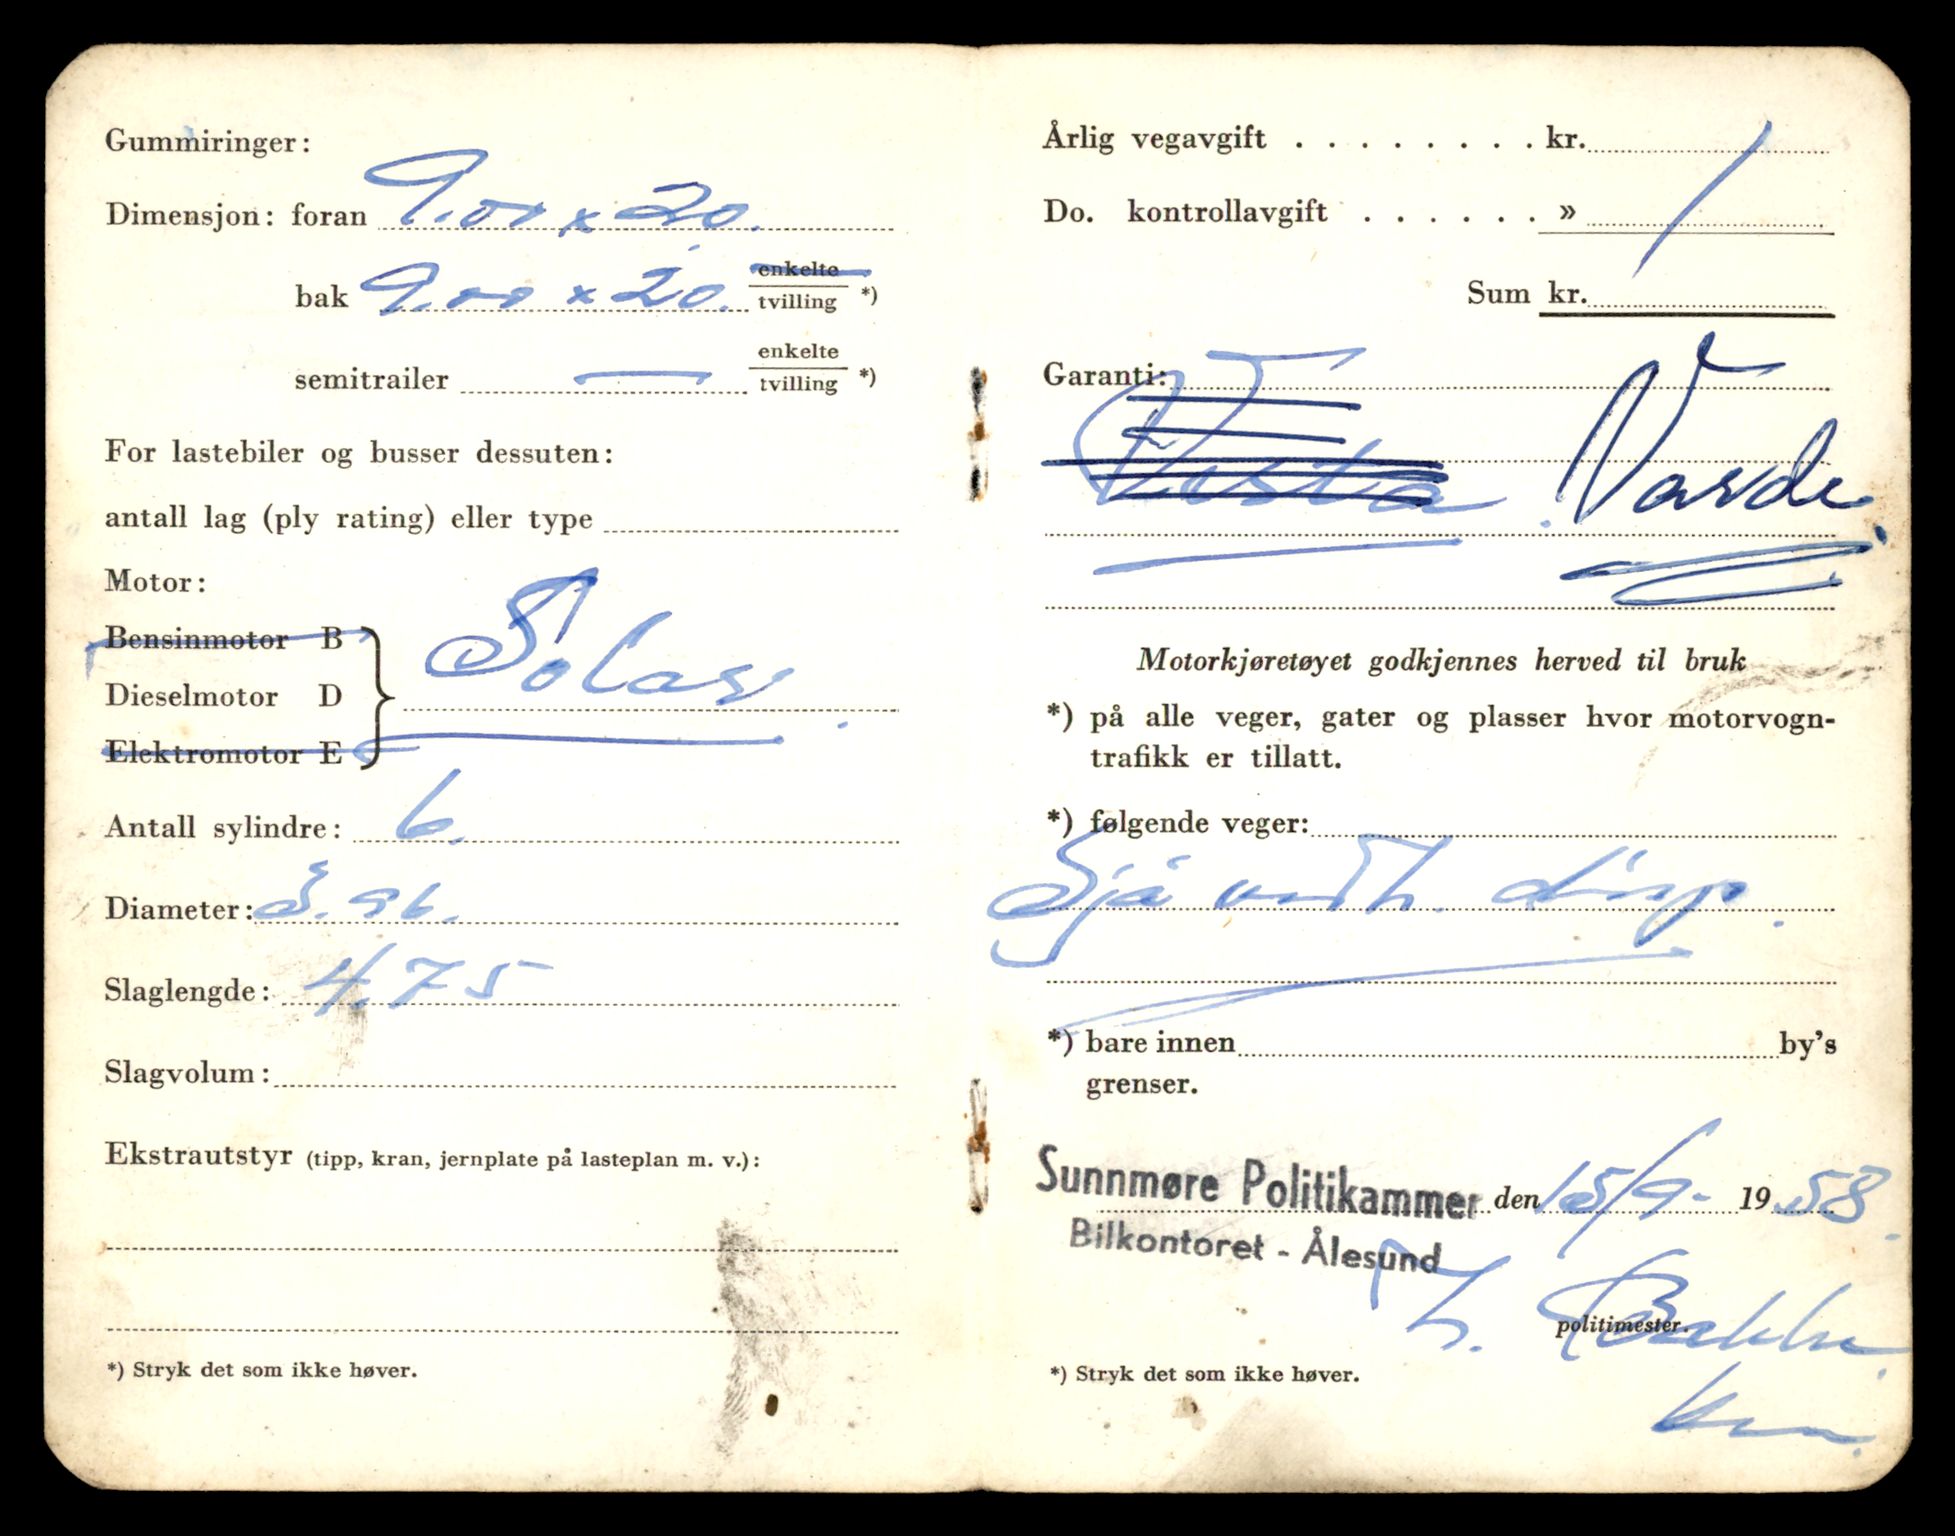 Gummiringer:
Dimensjon: foran 9.00 x 20.
bak 9.00 x 20. enkelte
tvilling *)
enkelte
semitrailer — tvilling *)
For lastebiler og busser dessuten:
antall lag (ply rating) eller type
Motor:
Bensinmotor B
Dieselmotor D Solar
Elektromotor E
Antall sylindre: 6.
Diameter: 3.96.
Slaglengde: 4.75
Slagvolum:
Ekstrautstyr (tipp, kran, jernplate på lasteplan m. v.):
*) Stryk det som ikke høver.
Årlig vegavgift . . . . . . . . kr.
Do. kontrollavgift . . . . . . »
Sum kr.
Garanti:
Vesta. Varde.
Motorkjøretøyet godkjennes herved til bruk
*) på alle veger, gater og plasser hvor motorvogn-
trafikk er tillatt.
*) følgende veger:
Sjå vedh. disp.
*) bare innen by's
grenser.
Sunnmøre Politikammer den 15/9- 1958.
Bilkontoret - Ålesund
politimester.
*) Stryk det som ikke høver.